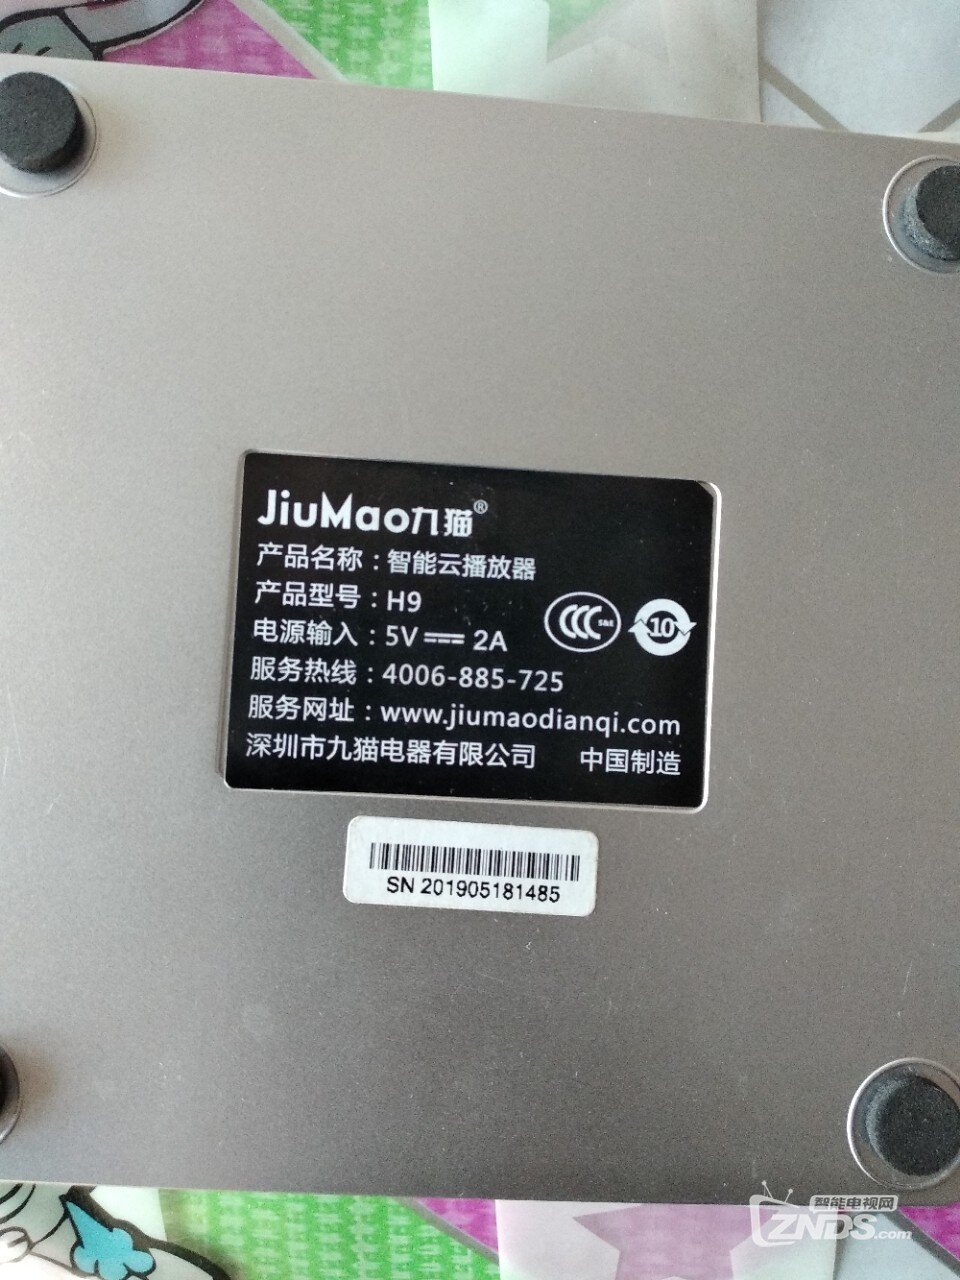 JiuMao九猫®
产品名称：智能云播放器
产品型号：H9
电源输入：5V ⎓ 2A
服务热线：4006-885-725
服务网址：www.jiumaodianqi.com
深圳市九猫电器有限公司 中国制造
CCC S&E
10
SN 201905181485
智能电视网
ZNDS.com